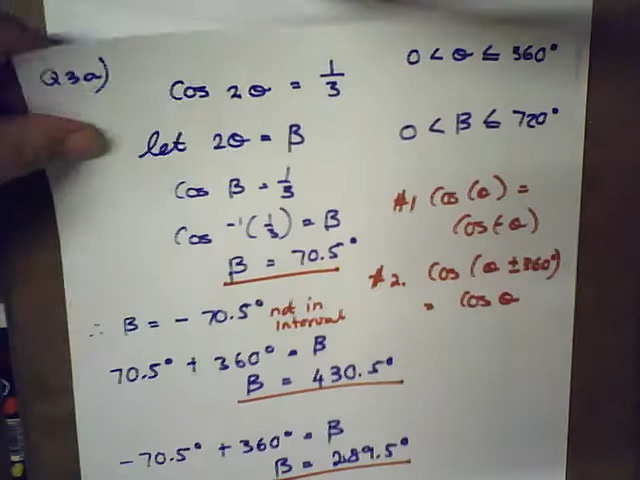 Q3a)
Cos 2θ = 1/3
0 < θ ≤ 360°
let 2θ = β
0 < β ≤ 720°
Cos β = 1/3
Cos⁻¹(1/3) = β
β = 70.5°
#1 Cos(θ) =
Cos(-θ)
#2. Cos(θ ± 360°)
= Cos θ
∴ β = - 70.5° not in
interval
70.5° + 360° = β
β = 430.5°
-70.5° + 360° = β
β = 289.5°